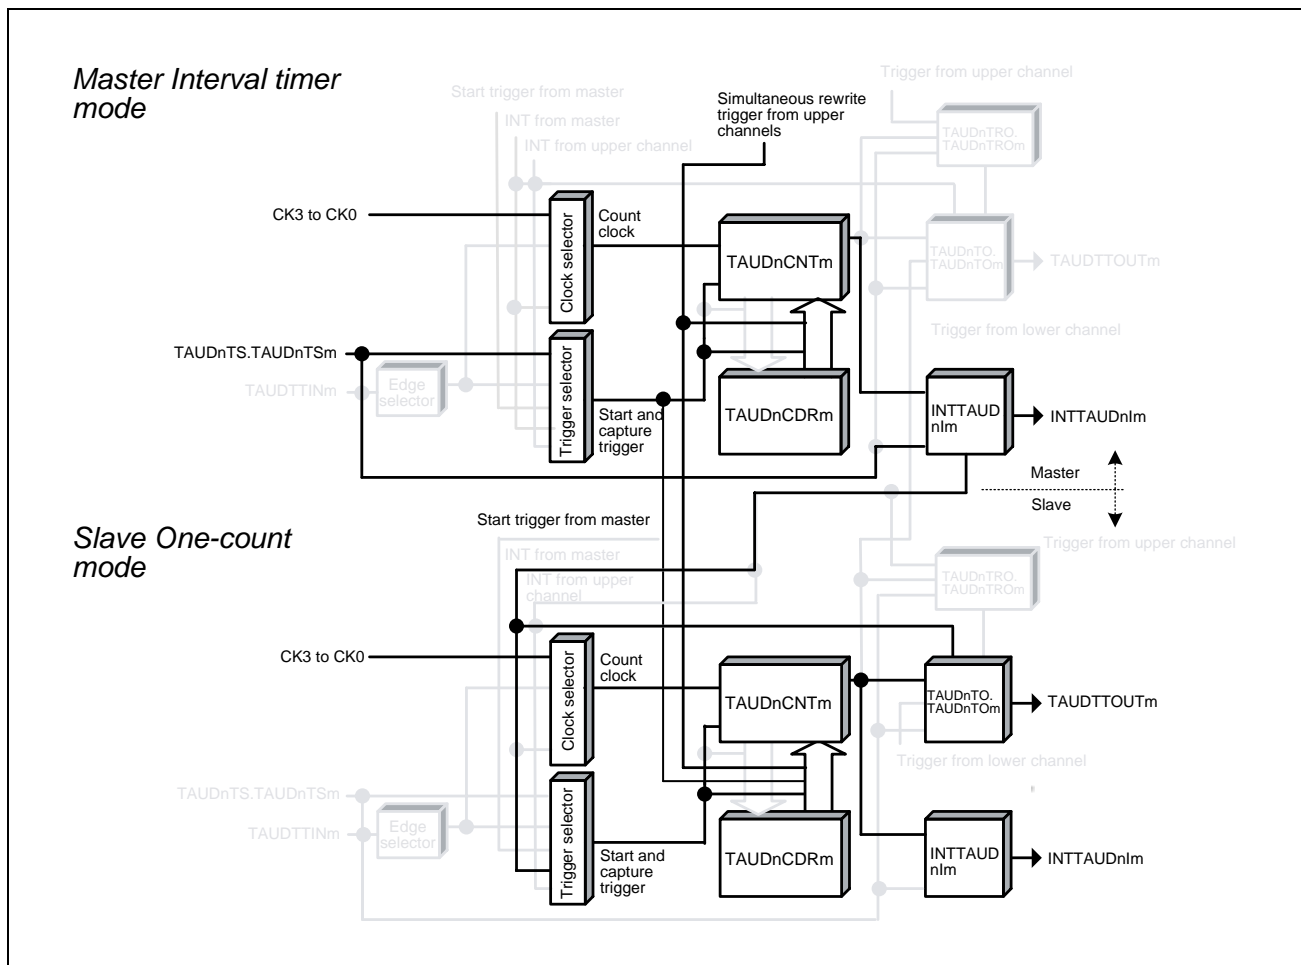 Master Interval timer
mode
Start trigger from master
INT from master
INT from upper channel
Simultaneous rewrite
trigger from upper
channels
Trigger from upper channel
TAUDnTRO.
TAUDnTROm
CK3 to CK0
Clock selector
Count
clock
TAUDnCNTm
TAUDnTO.
TAUDnTOm
TAUDTTOUTm
Trigger from lower channel
TAUDnTS.TAUDnTSm
TAUDTTINm
Edge
selector
Trigger selector
Start and
capture
trigger
TAUDnCDRm
INTTAUD
nIm
INTTAUDnIm
Master
Slave
Slave One-count
mode
Start trigger from master
INT from master
INT from upper
channel
Trigger from upper channel
TAUDnTRO.
TAUDnTROm
CK3 to CK0
Clock selector
Count
clock
TAUDnCNTm
TAUDnTO.
TAUDnTOm
TAUDTTOUTm
Trigger from lower channel
TAUDnTS.TAUDnTSm
TAUDTTINm
Edge
selector
Trigger selector
Start and
capture
trigger
TAUDnCDRm
INTTAUD
nIm
INTTAUDnIm